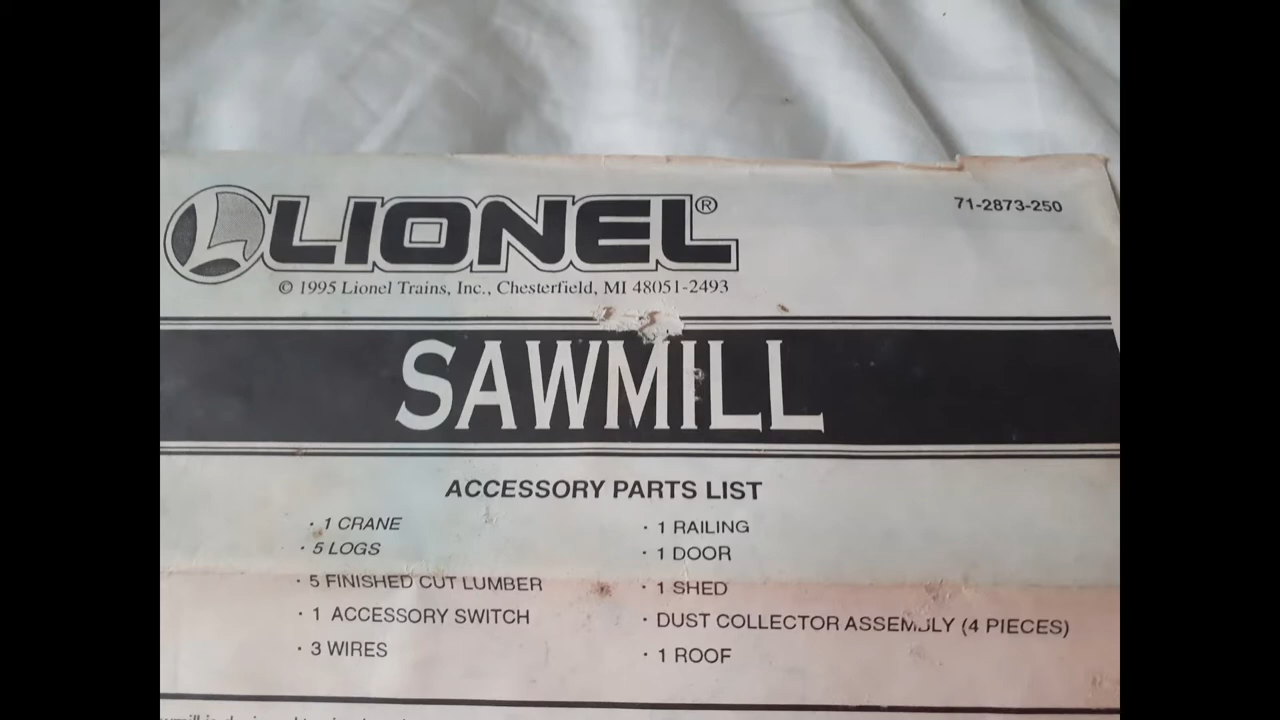 LIONEL®
71-2873-250
© 1995 Lionel Trains, Inc., Chesterfield, MI 48051-2493
SAWMILL
ACCESSORY PARTS LIST
· 1 CRANE
· 5 LOGS
· 5 FINISHED CUT LUMBER
· 1 ACCESSORY SWITCH
· 3 WIRES
· 1 RAILING
· 1 DOOR
· 1 SHED
· DUST COLLECTOR ASSEMBLY (4 PIECES)
· 1 ROOF